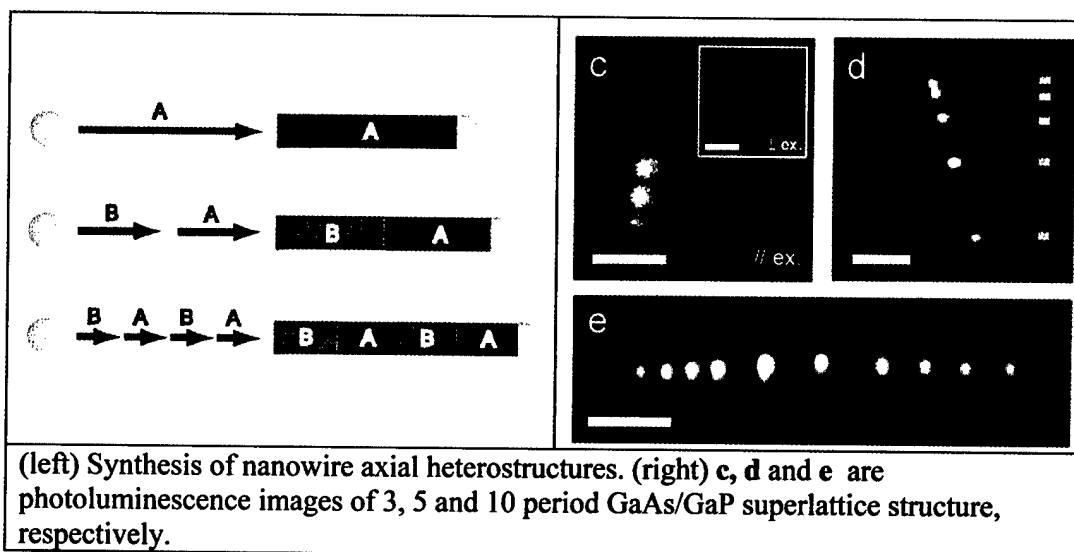 A
A
B
A
B
A
B
A
B
A
B
A
B
A
c
⊥ ex.
// ex.
d
e
(left) Synthesis of nanowire axial heterostructures. (right) c, d and e are
photoluminescence images of 3, 5 and 10 period GaAs/GaP superlattice structure,
respectively.